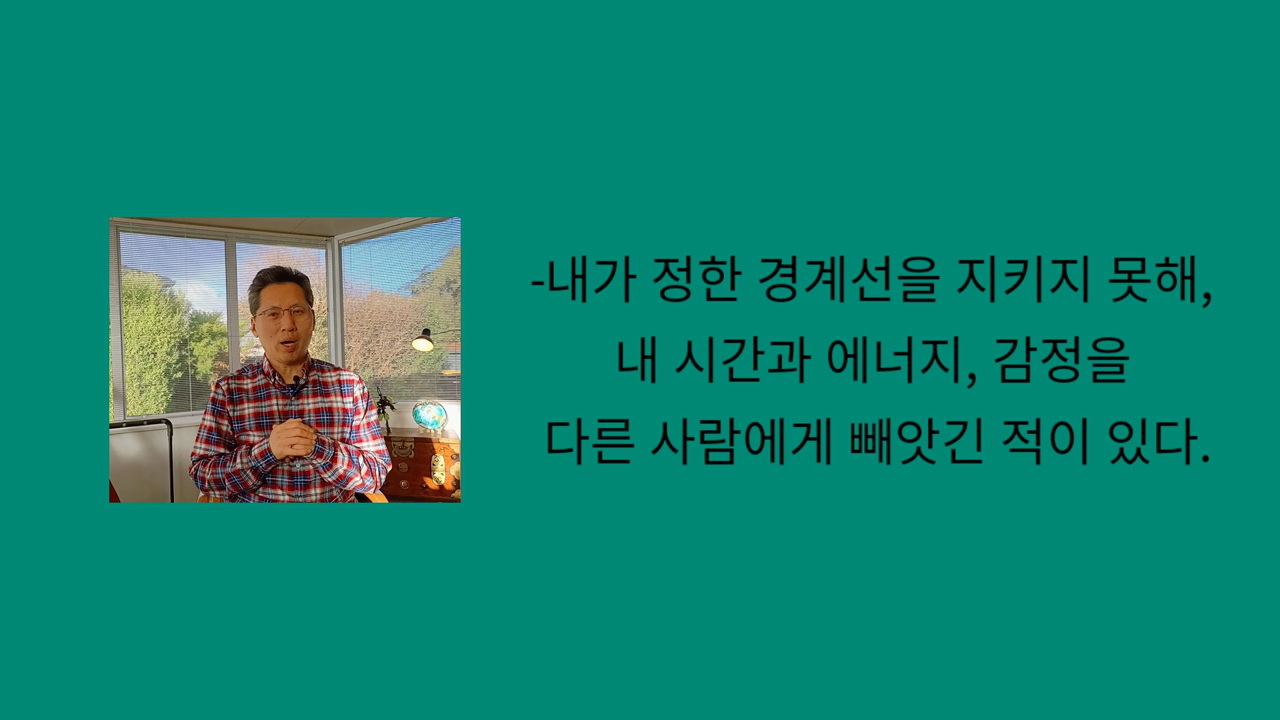 -내가 정한 경계선을 지키지 못해,
내 시간과 에너지, 감정을
다른 사람에게 빼앗긴 적이 있다.